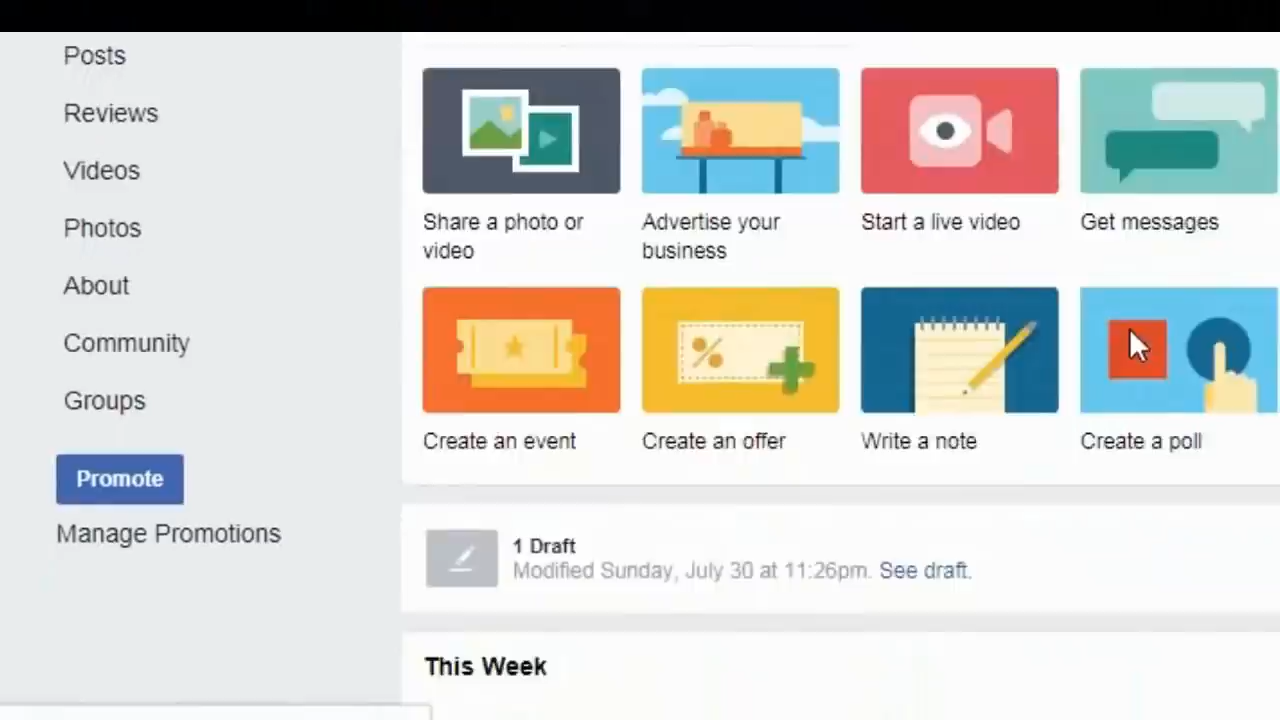 Posts
Reviews
Videos
Photos
About
Community
Groups
Promote
Manage Promotions
Share a photo or
video
Advertise your
business
Start a live video
Get messages
Create an event
Create an offer
Write a note
Create a poll
1 Draft
Modified Sunday, July 30 at 11:26pm. See draft.
This Week